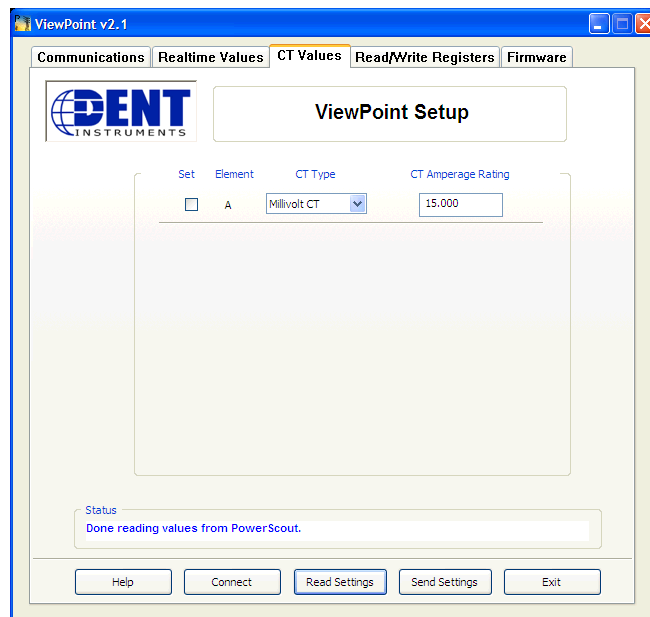 ViewPoint v2.1
Communications Realtime Values CT Values Read/Write Registers Firmware
DENT
INSTRUMENTS
ViewPoint Setup
Set Element CT Type CT Amperage Rating
A Millivolt CT 15.000
Status
Done reading values from PowerScout.
Help Connect Read Settings Send Settings Exit